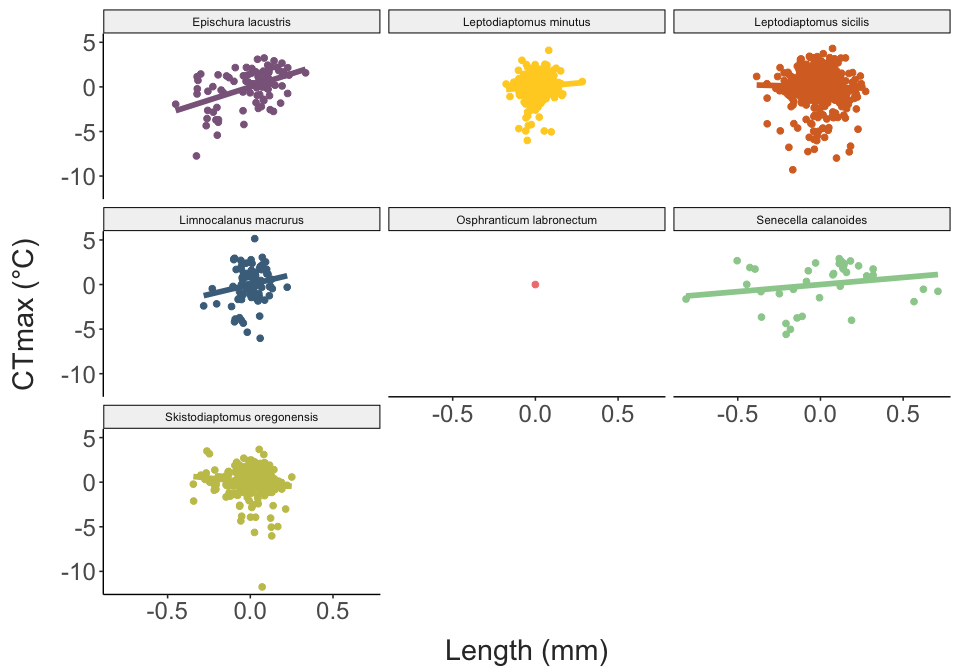 Epischura lacustris
Leptodiaptomus minutus
Leptodiaptomus sicilis
5
0
-5
-10
Limnocalanus macrurus
Osphranticum labronectum
Senecella calanoides
5
0
-5
-10
-0.5 0.0 0.5
-0.5 0.0 0.5
Skistodiaptomus oregonensis
5
0
-5
-10
-0.5 0.0 0.5
CTmax (°C)
Length (mm)